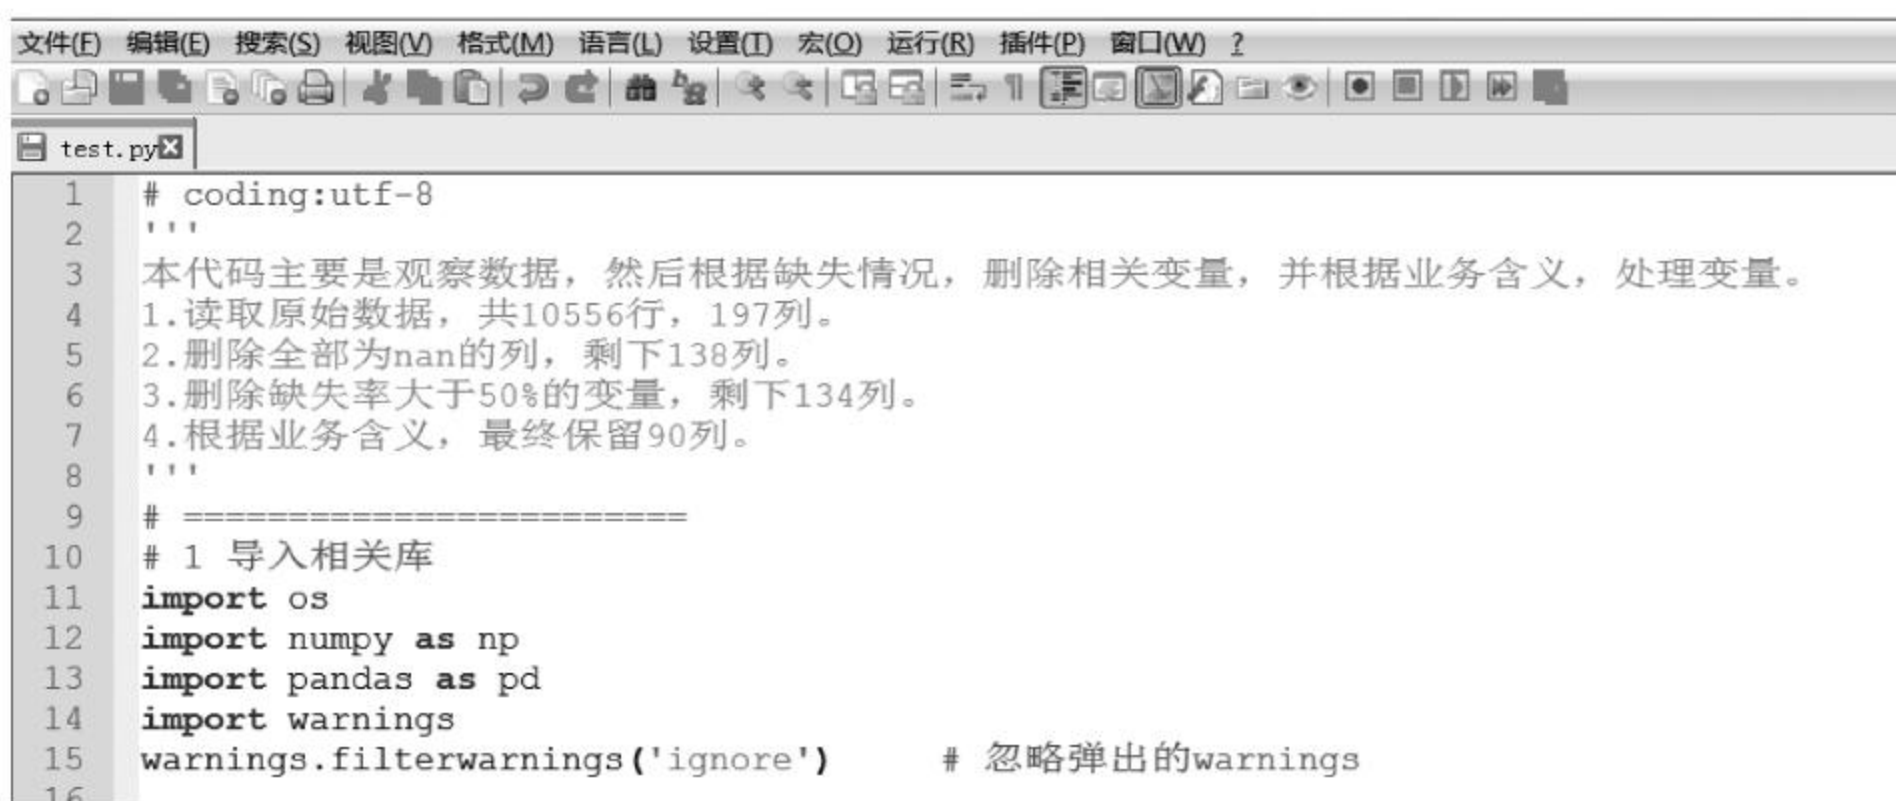 文件(F) 编辑(E) 搜索(S) 视图(V) 格式(M) 语言(L) 设置(T) 宏(O) 运行(R) 插件(P) 窗口(W) ?
test.py
1 # coding:utf-8
2 '''
3 本代码主要是观察数据，然后根据缺失情况，删除相关变量，并根据业务含义，处理变量。
4 1.读取原始数据，共10556行，197列。
5 2.删除全部为nan的列，剩下138列。
6 3.删除缺失率大于50%的变量，剩下134列。
7 4.根据业务含义，最终保留90列。
8 '''
9 # ========================
10 # 1 导入相关库
11 import os
12 import numpy as np
13 import pandas as pd
14 import warnings
15 warnings.filterwarnings('ignore') # 忽略弹出的warnings
16